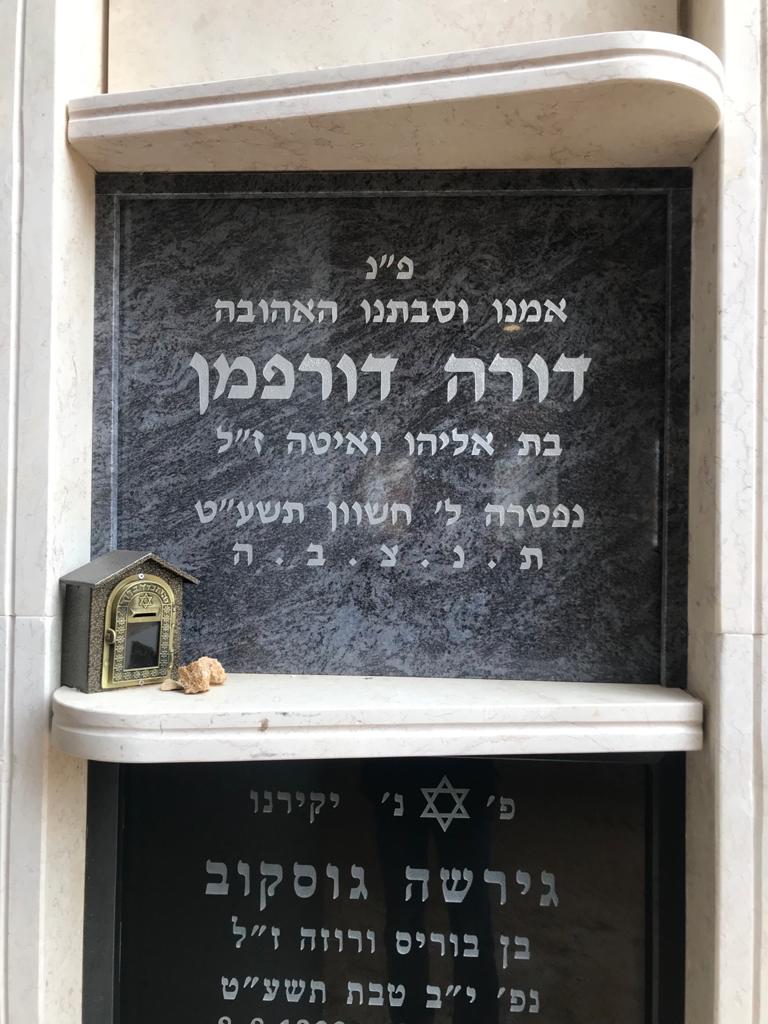 פ״נ
אמנו וסבתנו האהובה
דורה דורפמן
בת אליהו ואיטה ז״ל
נפטרה ל׳ חשוון תשע״ט
ת . נ . צ . ב . ה
פ׳ נ׳ יקירנו
גירשה גוסקוב
בן בוריס ורוזה ז״ל
נפ׳ י״ב טבת תשע״ט